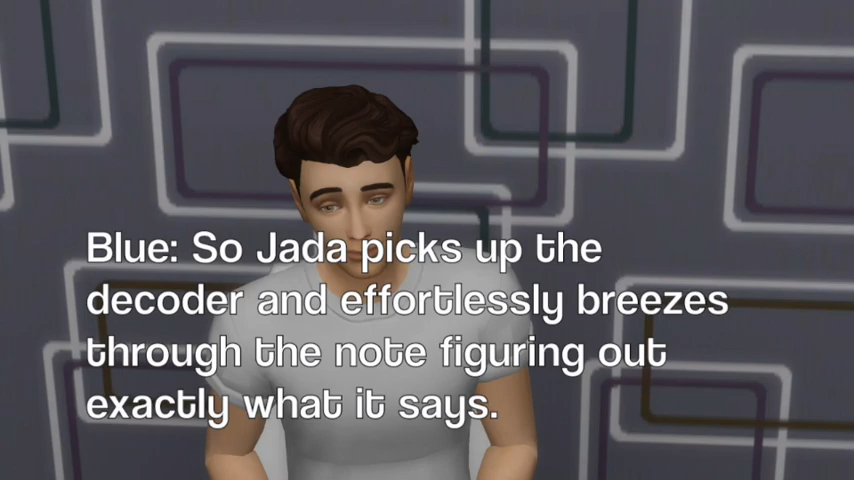 Blue: So Jada picks up the
decoder and effortlessly breezes
through the note figuring out
exactly what it says.